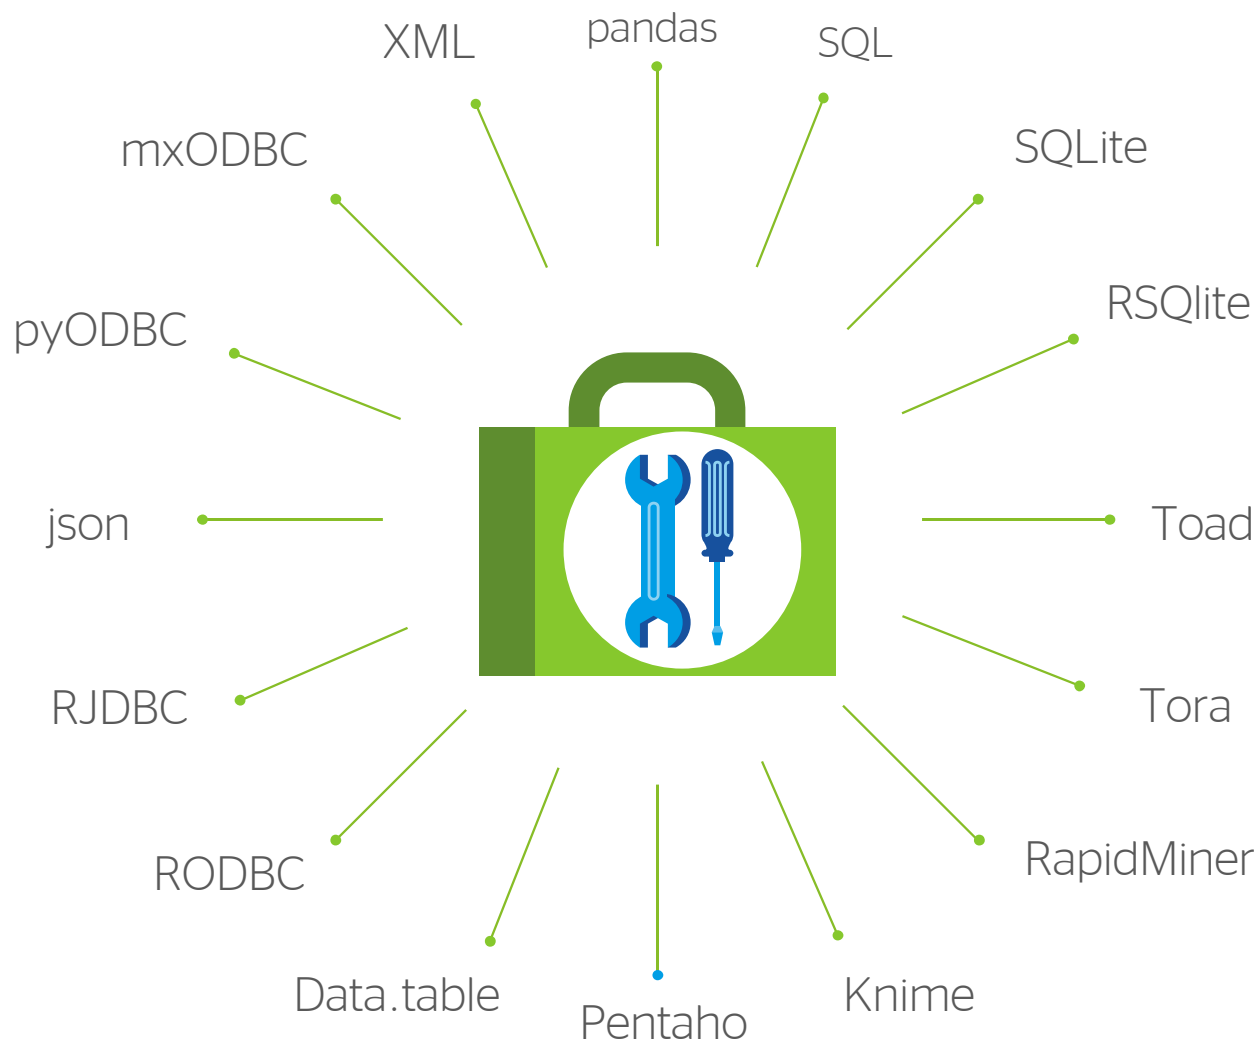 pandas
XML
SQL
mxODBC
SQLite
RSQlite
pyODBC
json
Toad
RJDBC
Tora
RapidMiner
RODBC
Data.table
Knime
Pentaho